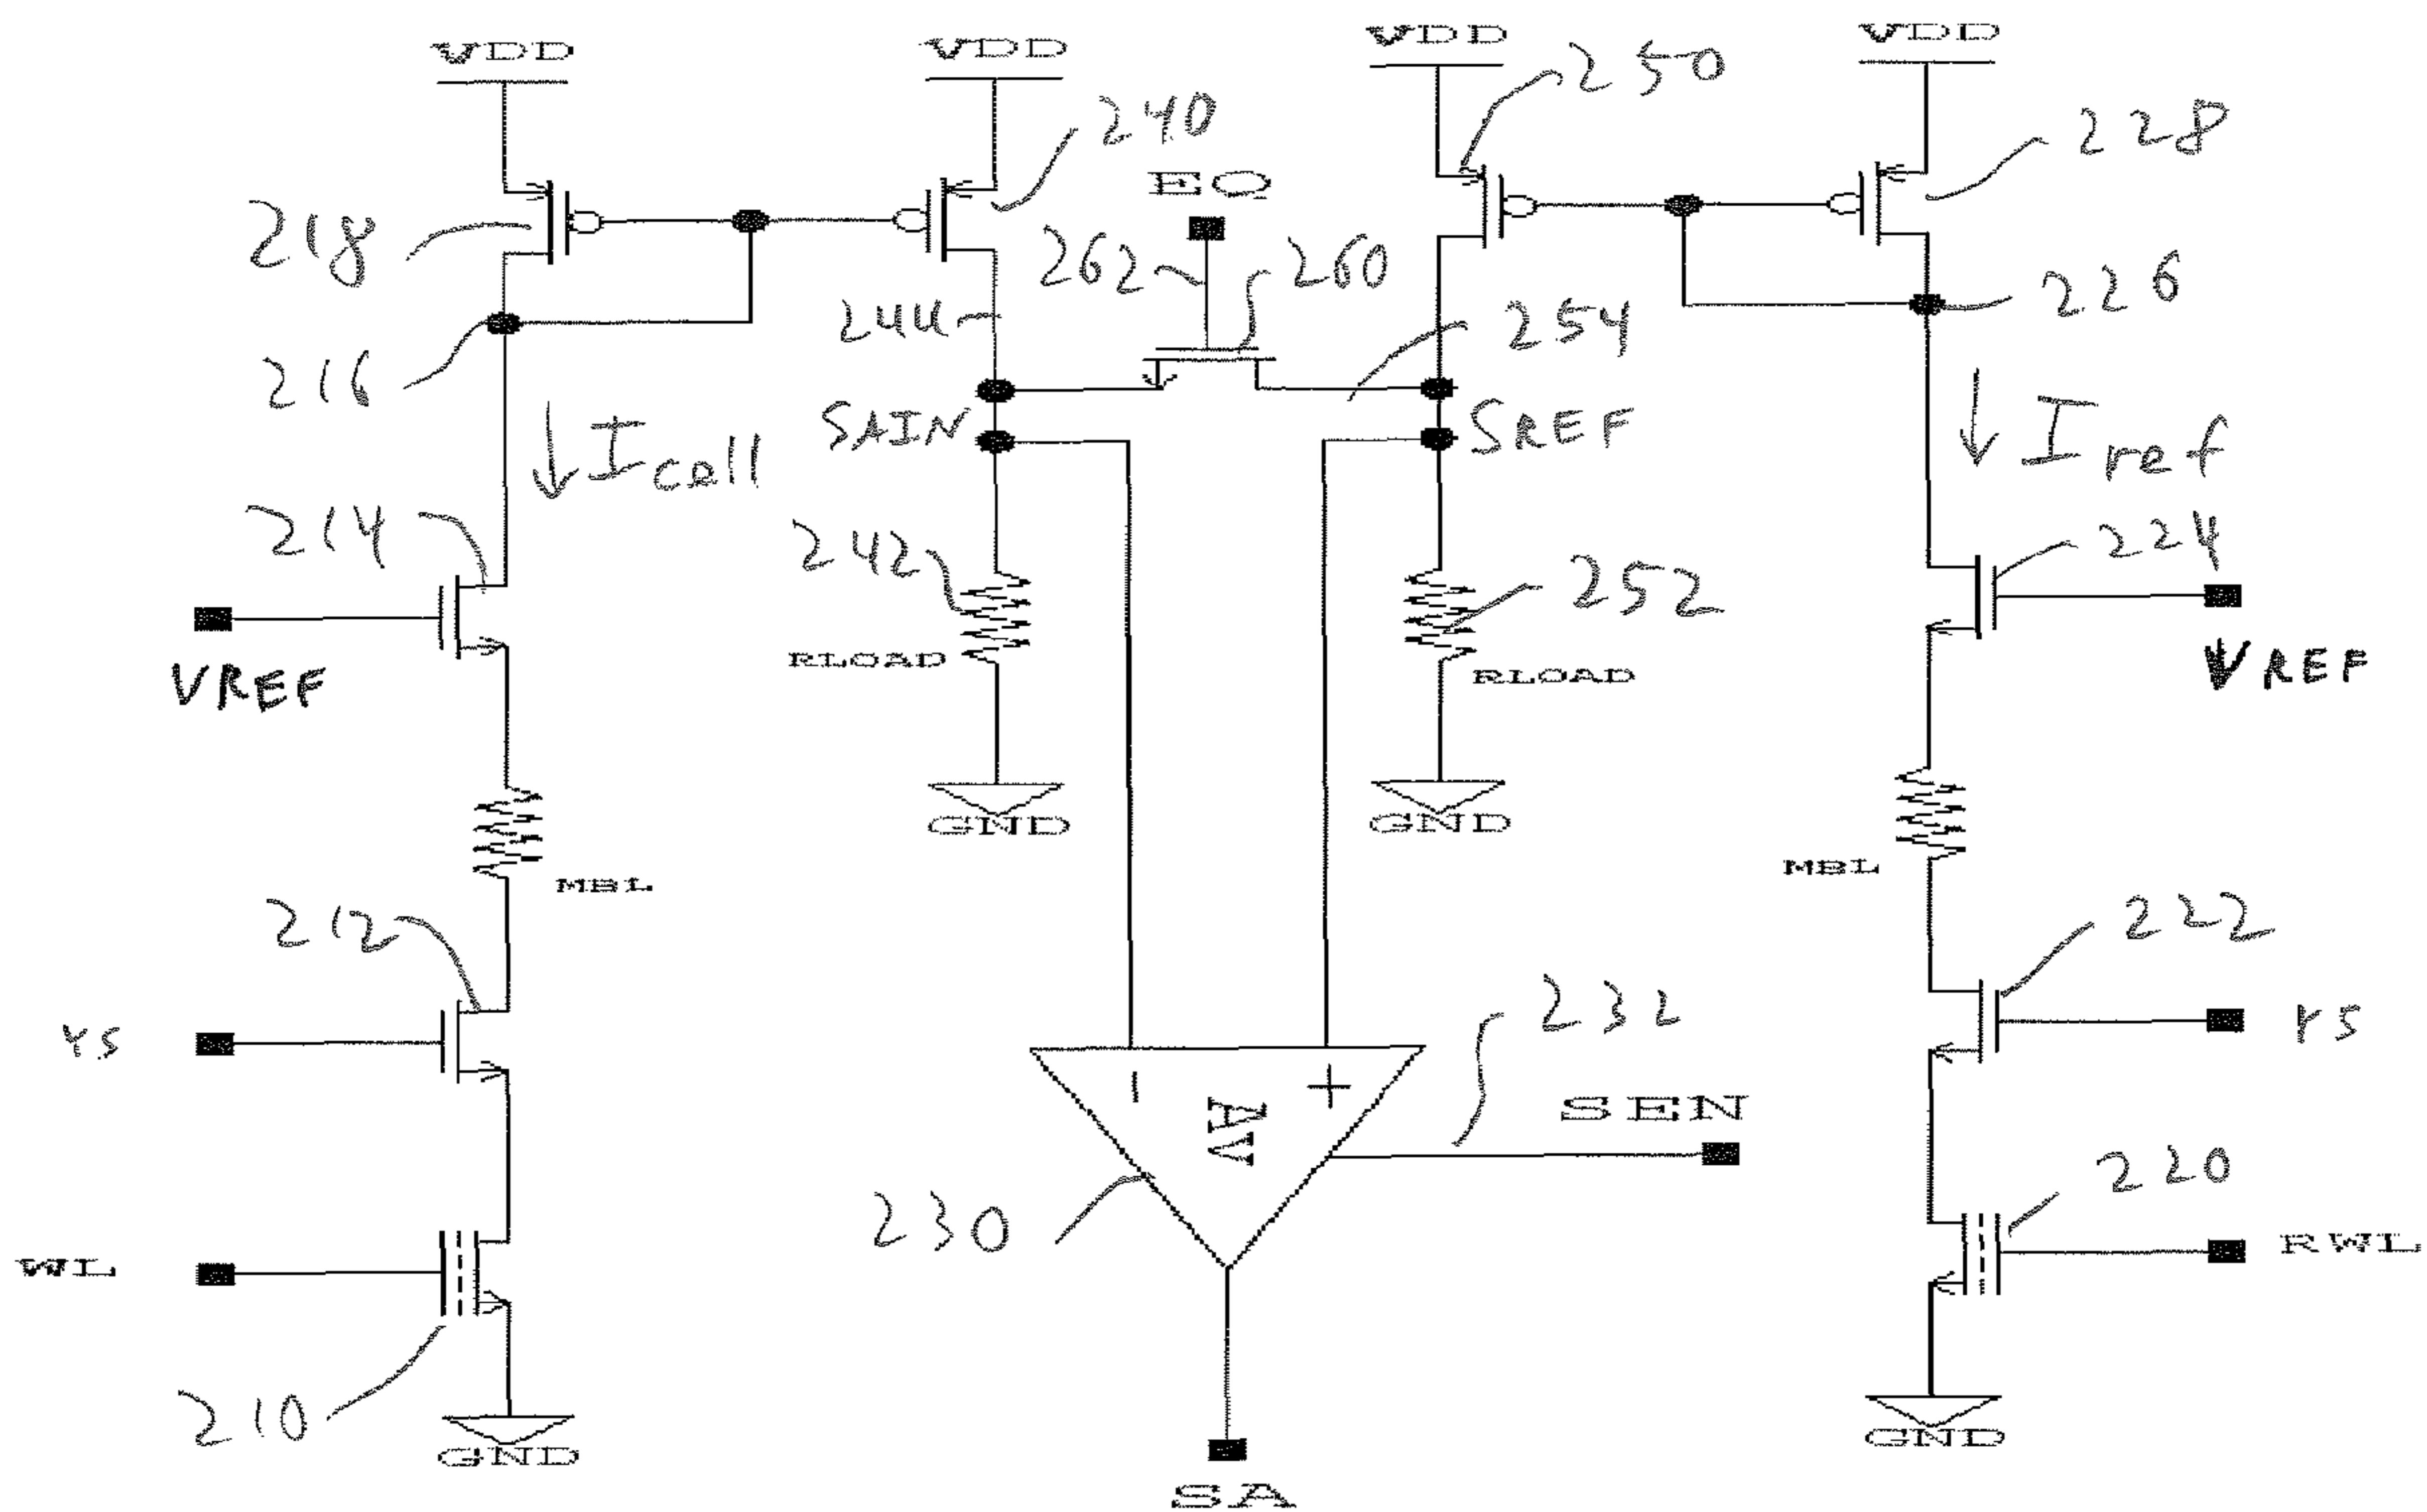 VDD
VDD
VDD
VDD
250
240
228
EQ
218
262
260
244
254
226
216
SAIN
SREF
Icell
Iref
214
242
252
224
RLOAD
RLOAD
VREF
VREF
GND
GND
MBL
MBL
212
222
YS
YS
232
- +
AV
SEN
230
220
WL
RWL
210
GND
GND
SA